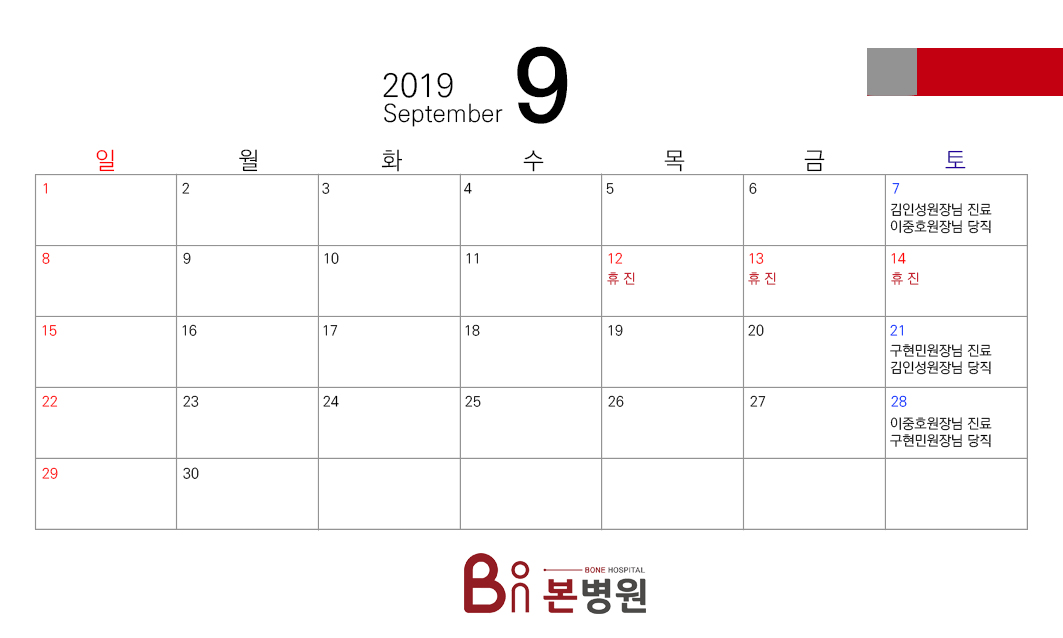 2019
September
9
일 월 화 수 목 금 토
1 2 3 4 5 6 7
김인성원장님 진료
이중호원장님 당직
8 9 10 11 12 13 14
휴 진 휴 진 휴 진
15 16 17 18 19 20 21
구현민원장님 진료
김인성원장님 당직
22 23 24 25 26 27 28
이중호원장님 진료
구현민원장님 당직
29 30
Bon
BONE HOSPITAL
본병원